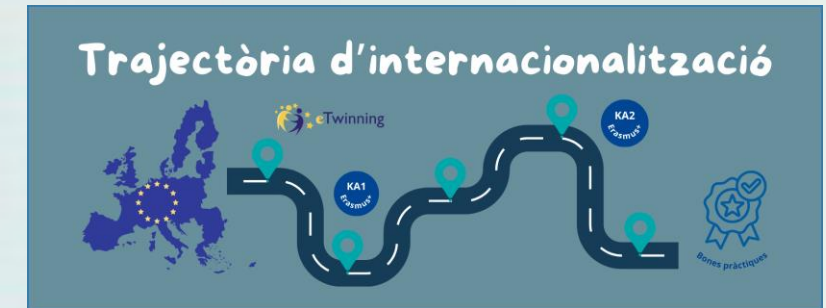 Trajectòria d'internacionalització
eTwinning
KA2
Erasmus+
KA1
Erasmus+
Bones pràctiques